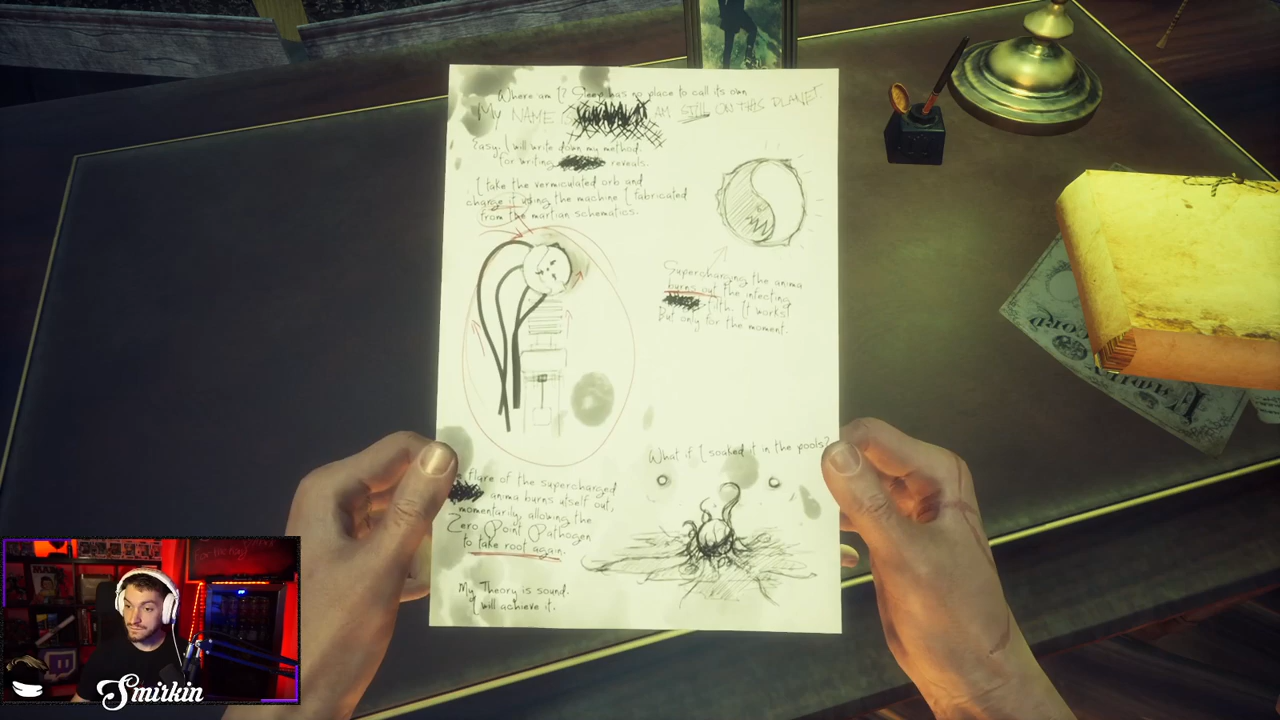 Where am I? Sleep has no place to call its own
My NAME IS AM STILL ON THIS PLANET.
Easy. I will write down my method.
for writing reveals.
I take the vermiculated orb and
charge it using the machine I fabricated
from the martian schematics.
Supercharging the anima
burns out the infecting
filth. It works!
But only for the moment.
What if I soaked it in the pools?
flare of the supercharged
anima burns utself out,
momentarily, allowing the
Zero Point Pathogen
to take root again.
My Theory is sound.
I will achieve it.
Smirkin